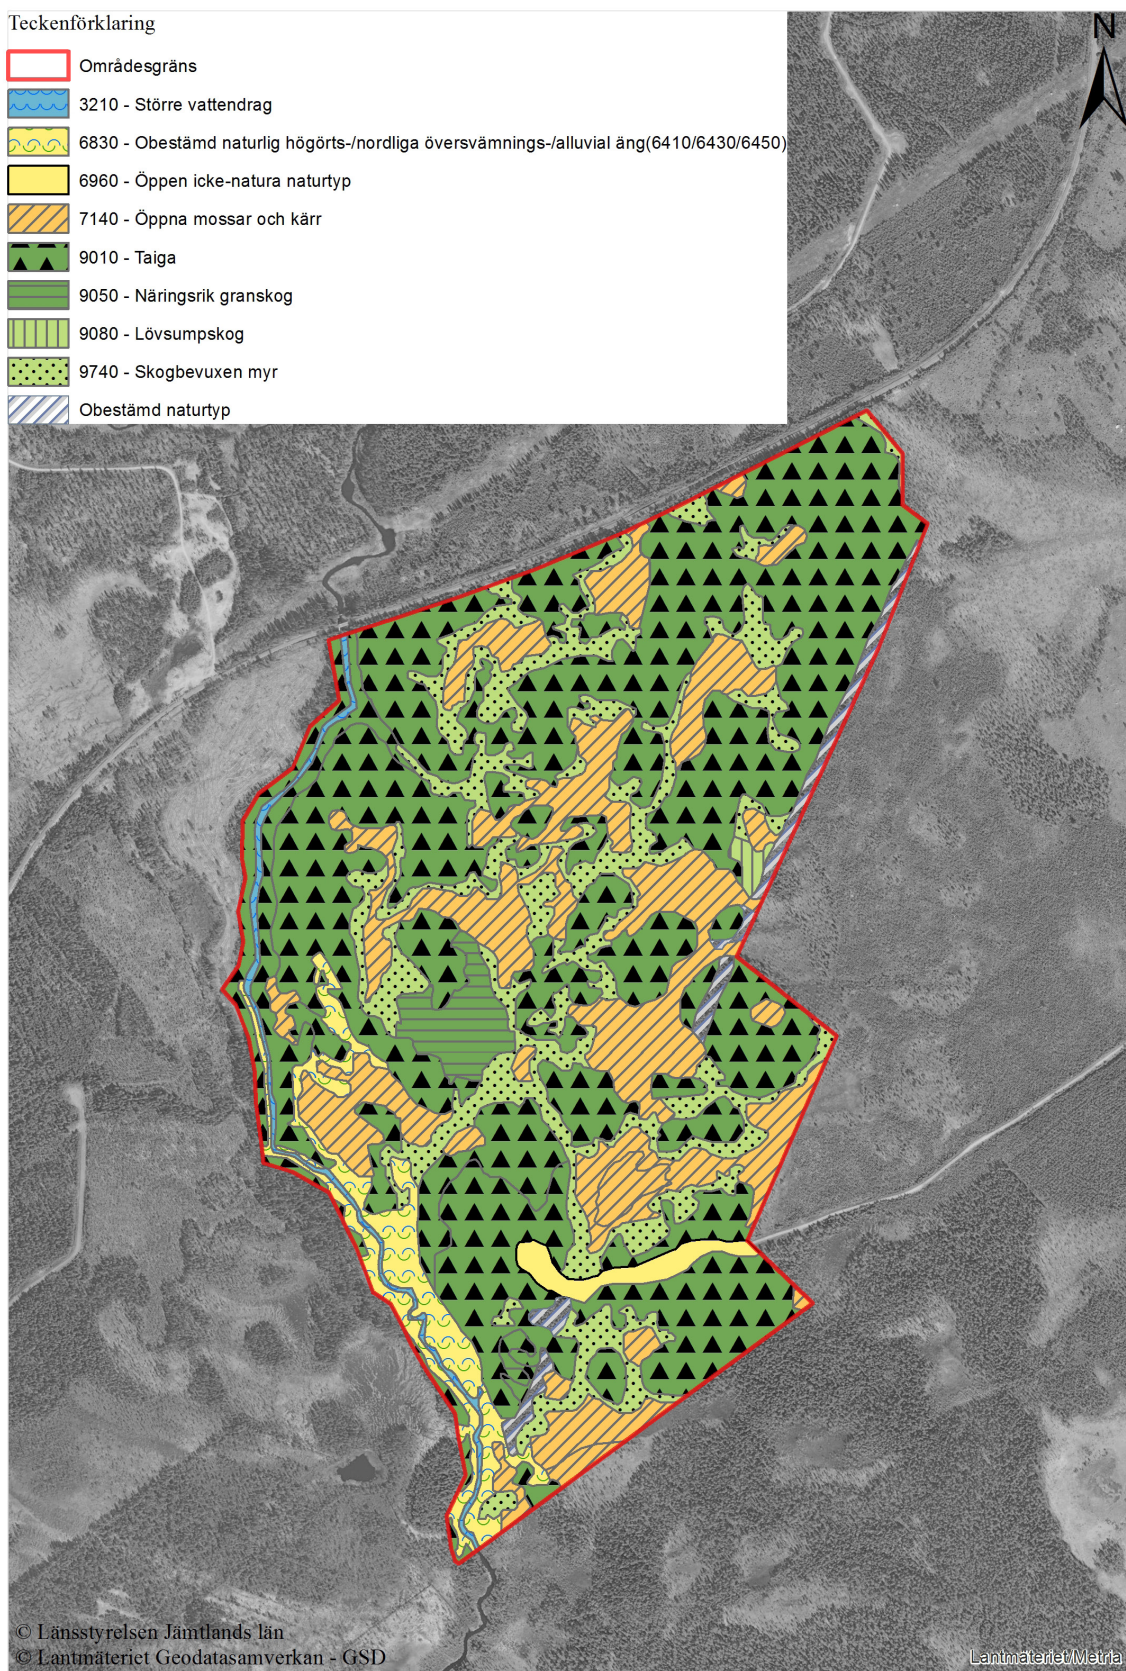 Teckenförklaring
Områdesgräns
3210 - Större vattendrag
6830 - Obestämd naturlig högörts-/nordliga översvämnings-/alluvial äng(6410/6430/6450)
6960 - Öppen icke-natura naturtyp
7140 - Öppna mossar och kärr
9010 - Taiga
9050 - Näringsrik granskog
9080 - Lövsumpskog
9740 - Skogbevuxen myr
Obestämd naturtyp
N
© Länsstyrelsen Jämtlands län
© Lantmäteriet Geodatasamverkan - GSD
Lantmäteriet/Metria